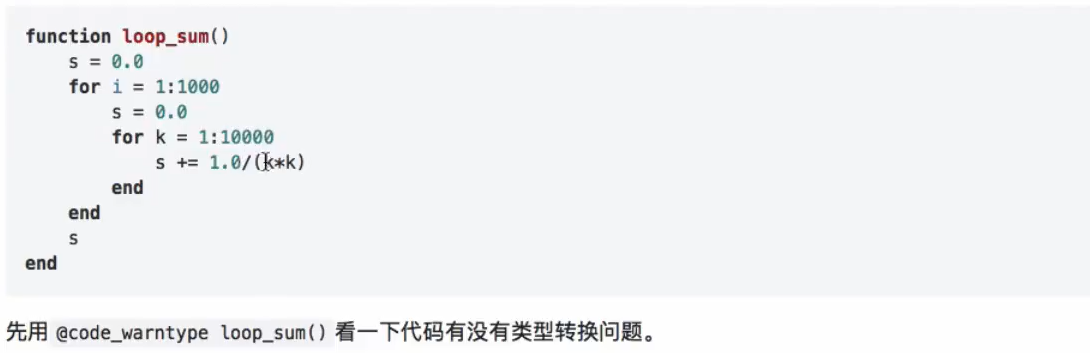 function loop_sum()
    s = 0.0
    for i = 1:1000
        s = 0.0
        for k = 1:10000
            s += 1.0/(k*k)
        end
    end
    s
end
先用 @code_warntype loop_sum() 看一下代码有没有类型转换问题。